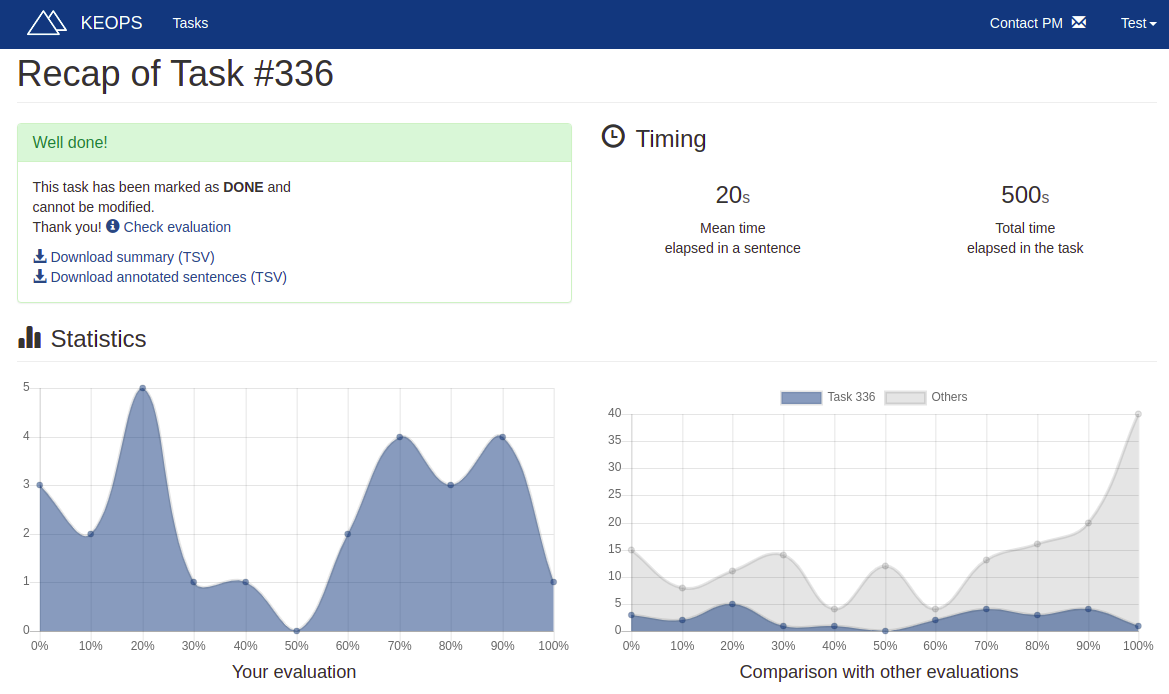 KEOPS
Tasks
Contact PM
Test
Recap of Task #336
Well done!
This task has been marked as DONE and
cannot be modified.
Thank you! Check evaluation
Download summary (TSV)
Download annotated sentences (TSV)
Timing
20s
Mean time
elapsed in a sentence
500s
Total time
elapsed in the task
Statistics
5
4
3
2
1
0
0% 10% 20% 30% 40% 50% 60% 70% 80% 90% 100%
Your evaluation
Task 336 Others
40
35
30
25
20
15
10
5
0
0% 10% 20% 30% 40% 50% 60% 70% 80% 90% 100%
Comparison with other evaluations